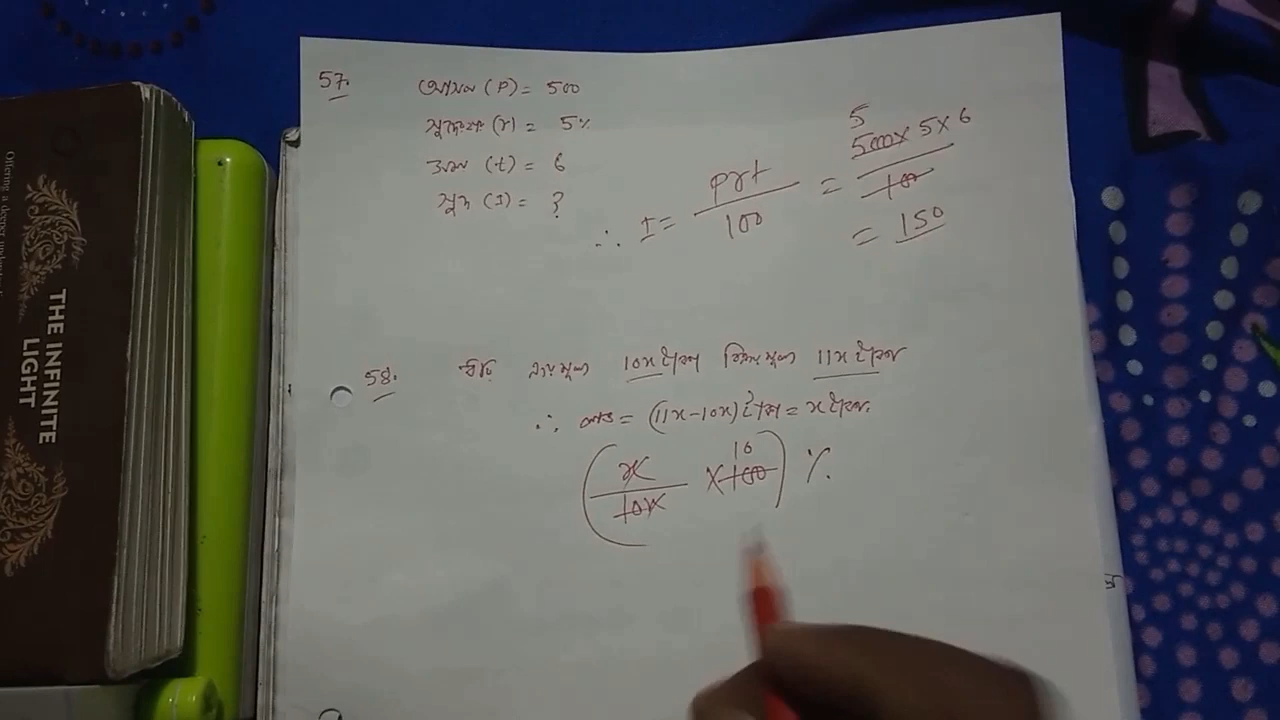 57. আসল (P) = 500
সুদের হার (r) = 5%
সময় (t) = 6
সুদ (I) = ?
∴ I = prt / 100 = 5 500 × 5 × 6 / 100
= 150
58. ধরি ক্রয়মূল্য 10x টাকা বিক্রয়মূল্য 11x টাকা
∴ লাভ = (11x-10x) টাকা = x টাকা.
(x / 10x × 100 10) %
THE INFINITE
LIGHT